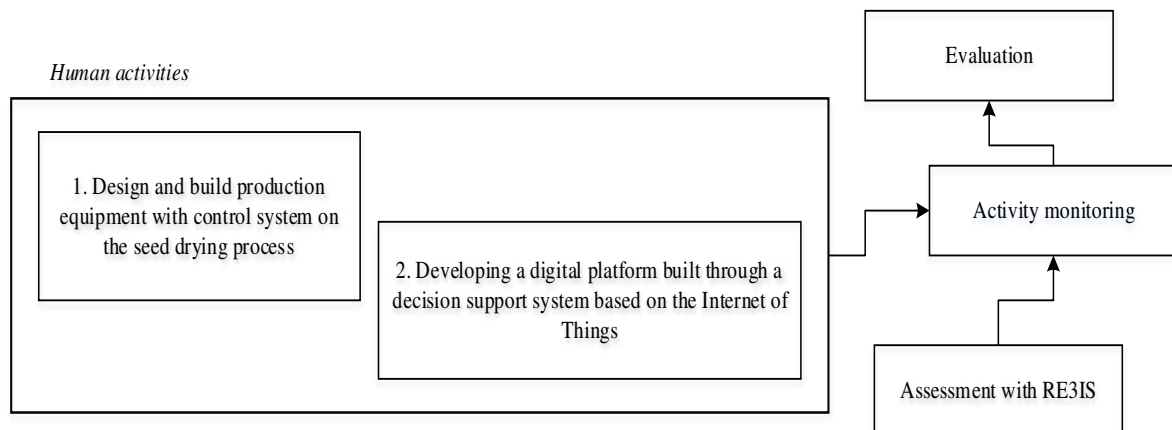 Evaluation
Human activities
1. Design and build production
equipment with control system on
the seed drying process
Activity monitoring
2. Developing a digital platform built through a
decision support system based on the Internet of
Things
Assessment with RE3IS